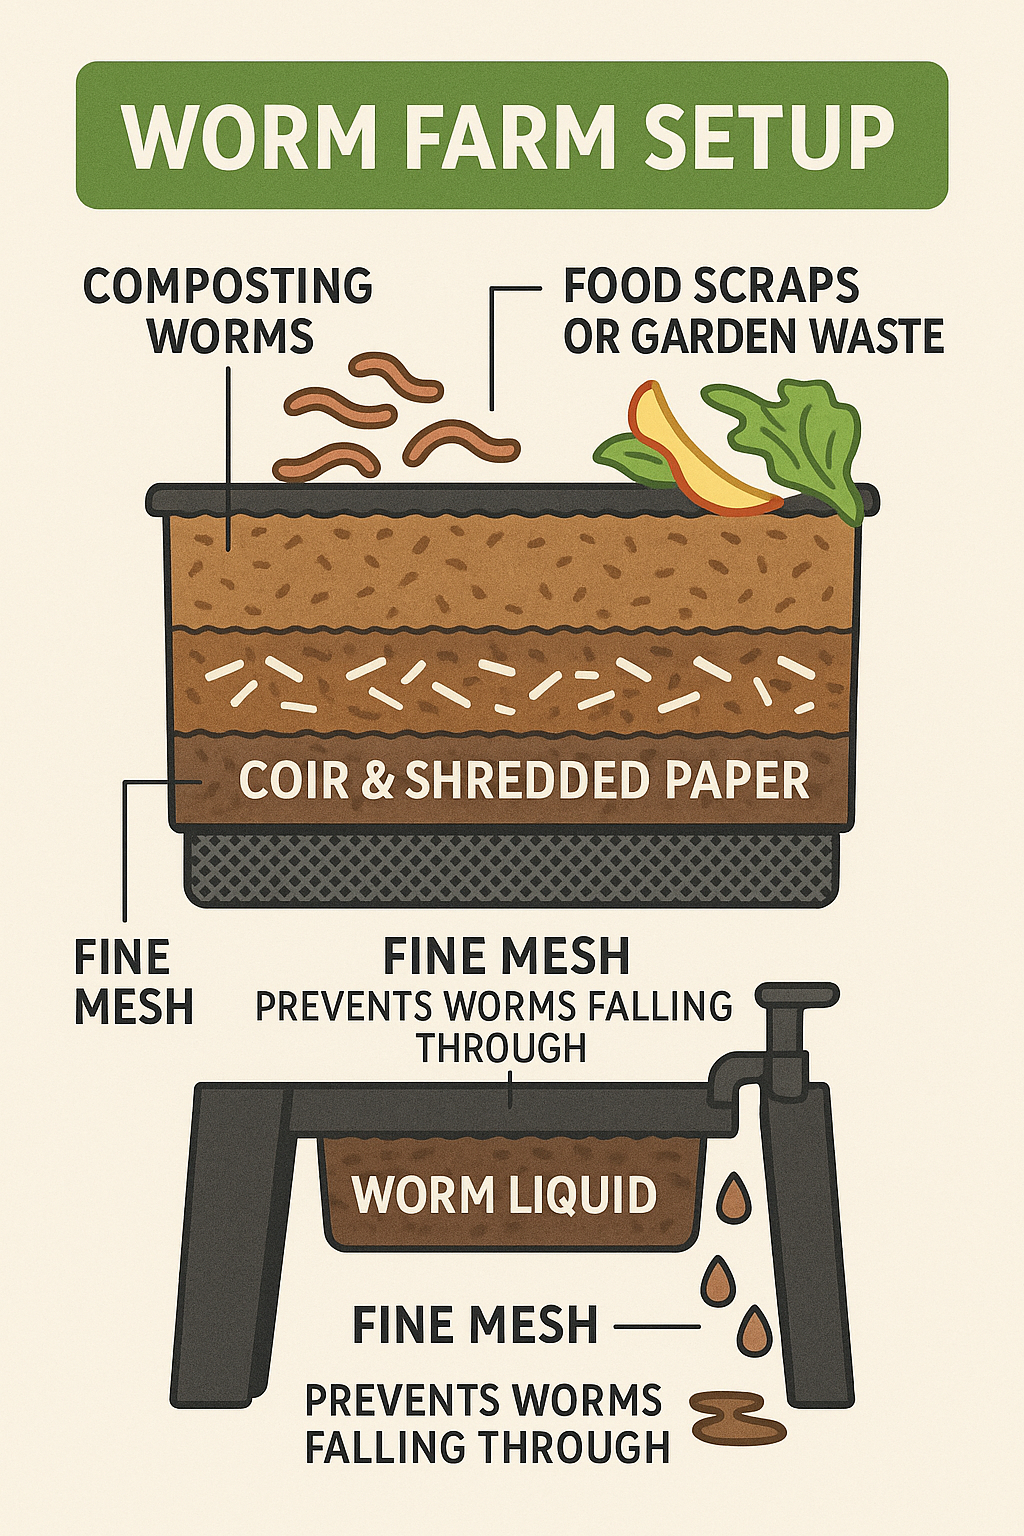 WORM FARM SETUP
COMPOSTING
WORMS
FOOD SCRAPS
OR GARDEN WASTE
COIR & SHREDDED PAPER
FINE
MESH
FINE MESH
PREVENTS WORMS FALLING
THROUGH
WORM LIQUID
FINE MESH
PREVENTS WORMS
FALLING THROUGH